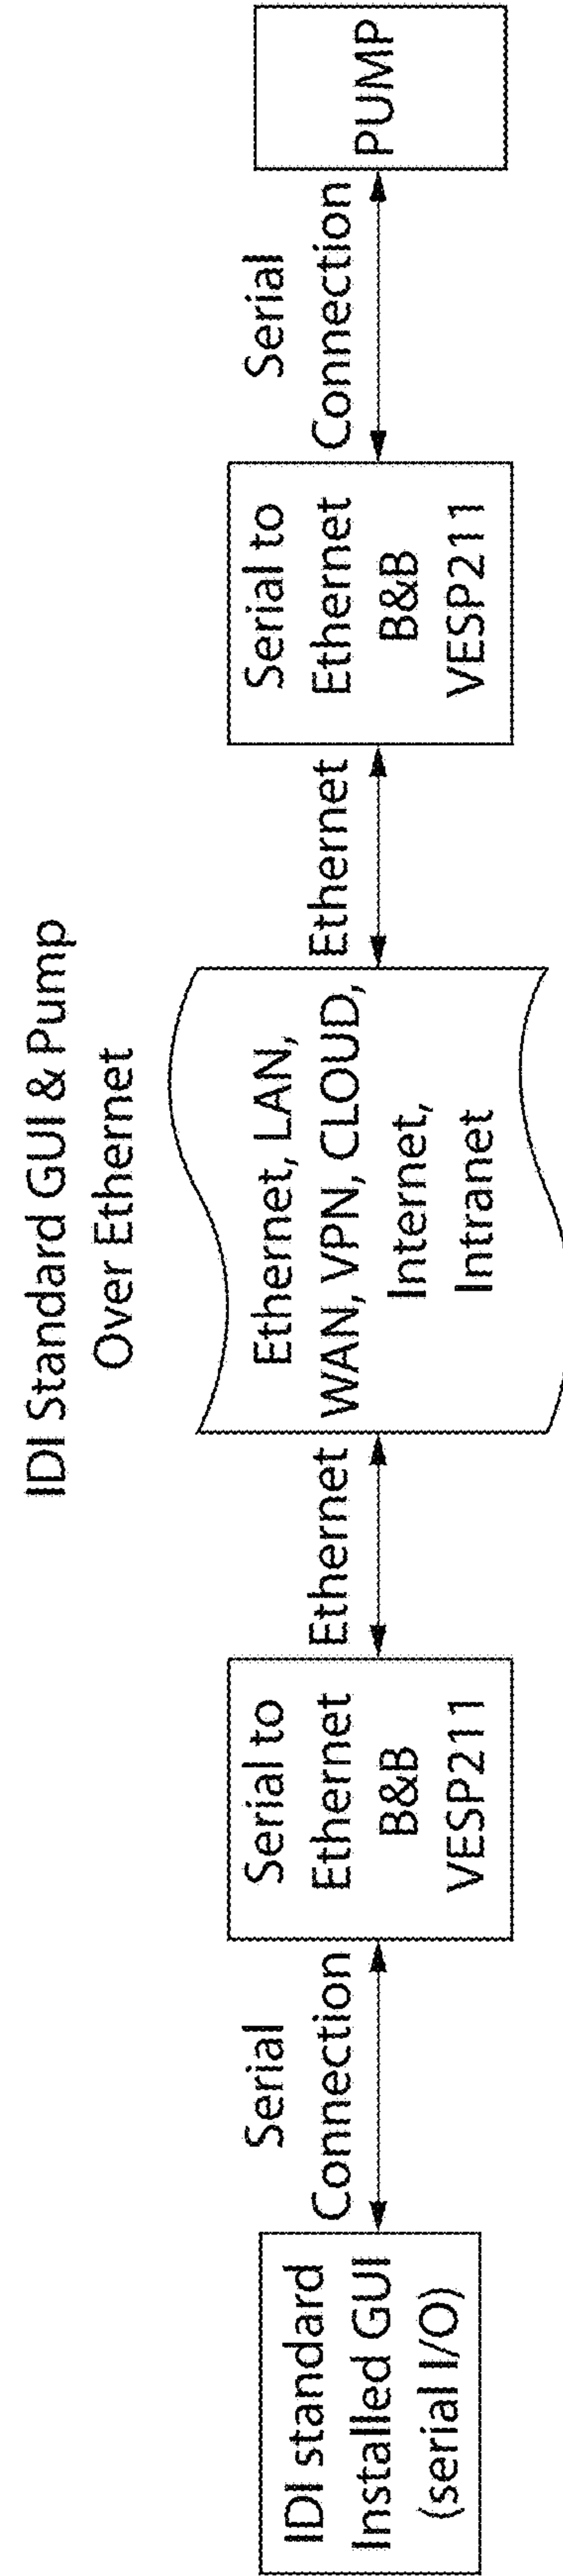 IDI Standard GUI & Pump
Over Ethernet
IDI standard
Installed GUI
(serial I/O)
Serial
Connection
Serial to
Ethernet
B&B
VESP211
Ethernet
Ethernet, LAN,
WAN, VPN, CLOUD,
Internet,
Intranet
Ethernet
Serial to
Ethernet
B&B
VESP211
Serial
Connection
PUMP